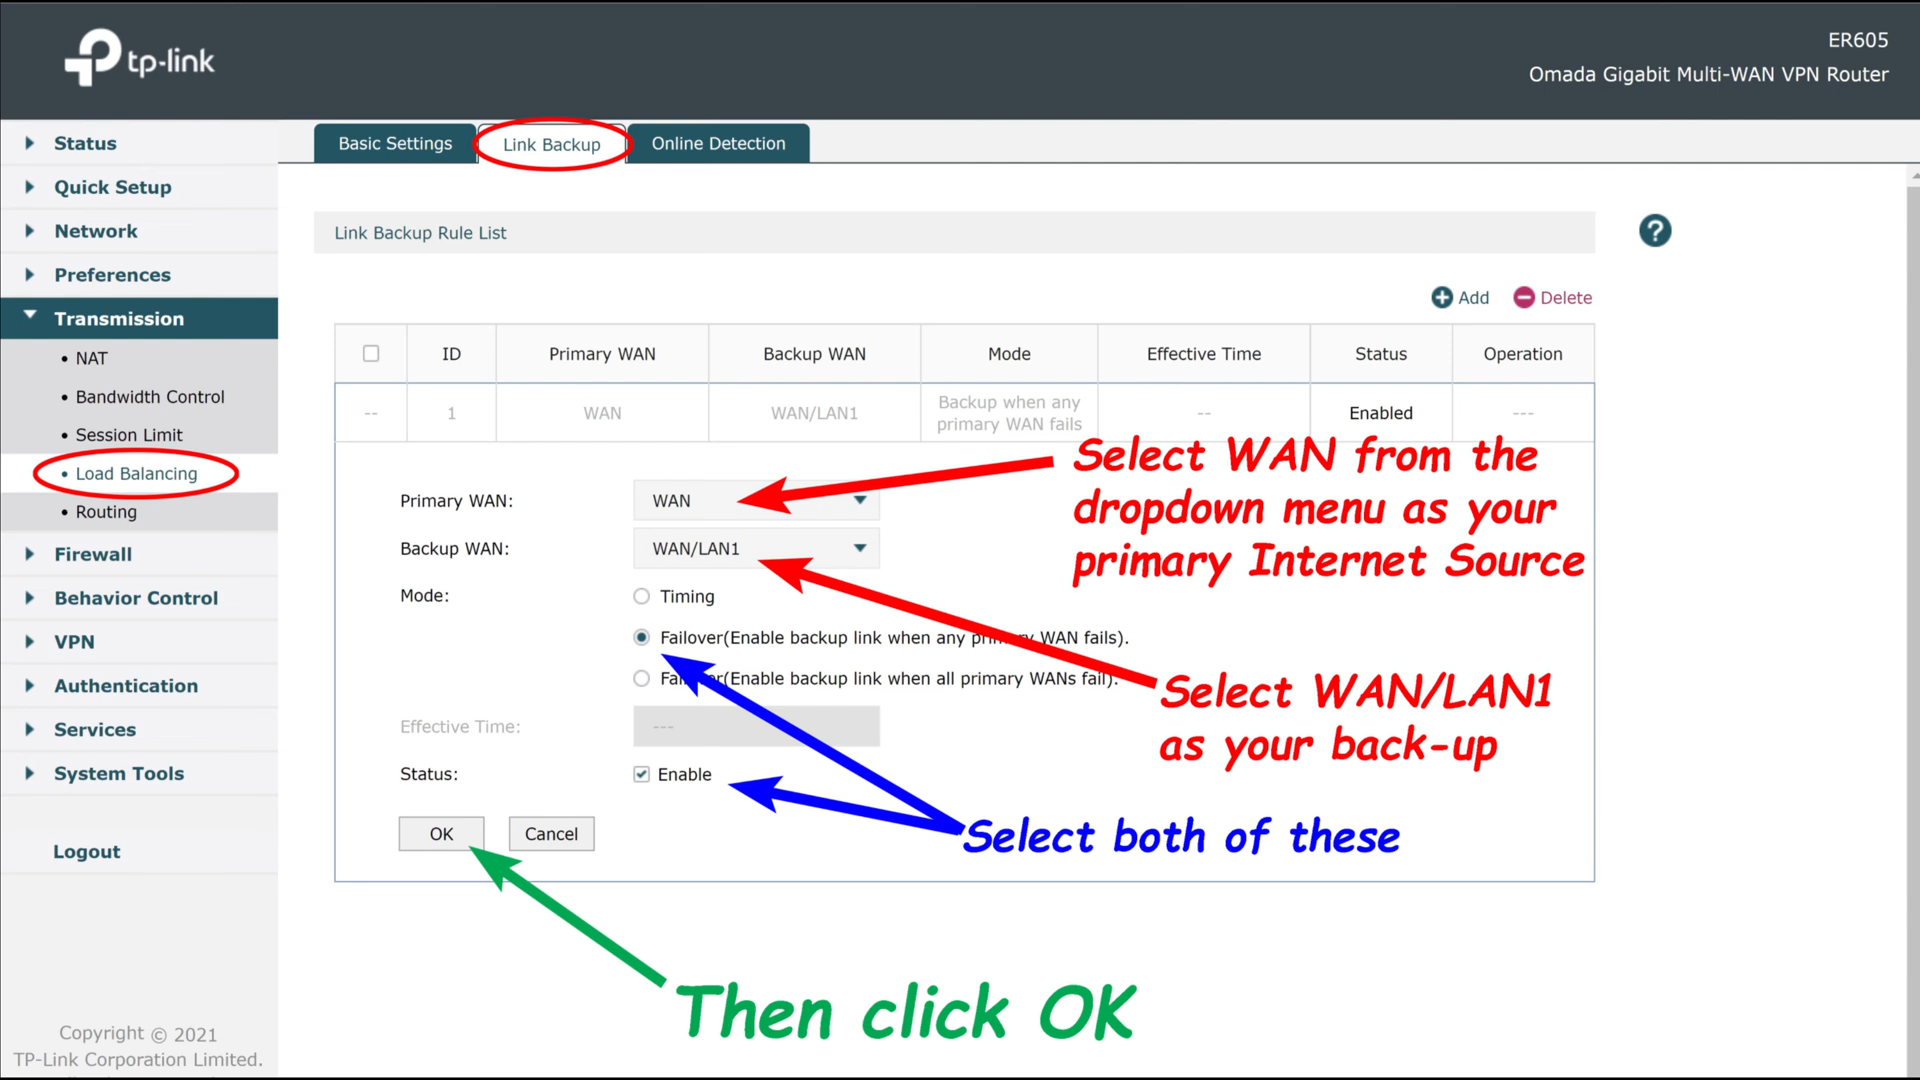 tp-link
ER605
Omada Gigabit Multi-WAN VPN Router
Status
Quick Setup
Network
Preferences
Transmission
• NAT
• Bandwidth Control
• Session Limit
• Load Balancing
• Routing
Firewall
Behavior Control
VPN
Authentication
Services
System Tools
Logout
Copyright © 2021
TP-Link Corporation Limited.
Basic Settings
Link Backup
Online Detection
Link Backup Rule List
?
Add
Delete
ID Primary WAN Backup WAN Mode Effective Time Status Operation
-- 1 WAN WAN/LAN1 Backup when any primary WAN fails -- Enabled ---
Primary WAN: WAN
Backup WAN: WAN/LAN1
Mode: Timing
Failover(Enable backup link when any primary WAN fails).
Failover(Enable backup link when all primary WANs fail).
Effective Time: ---
Status: Enable
OK Cancel
Select WAN from the
dropdown menu as your
primary Internet Source
Select WAN/LAN1
as your back-up
Select both of these
Then click OK